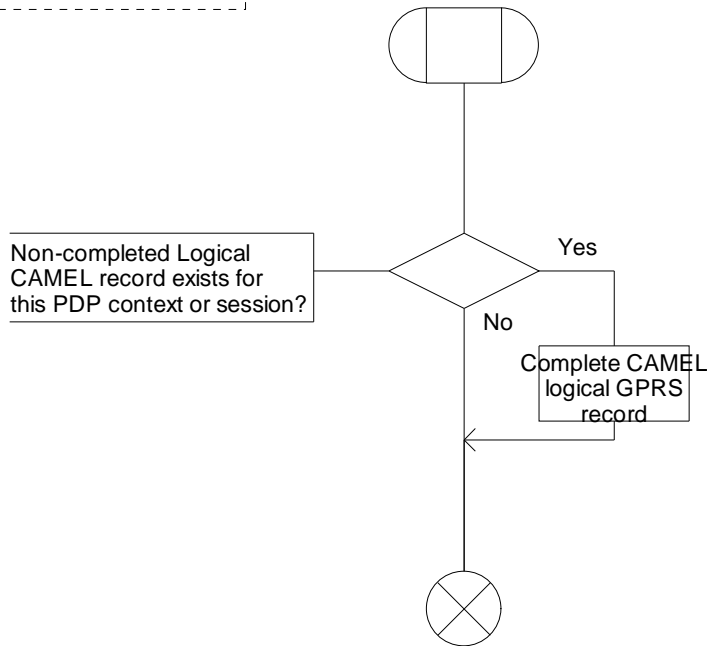 Non-completed Logical
CAMEL record exists for
this PDP context or session?
Yes
No
Complete CAMEL
logical GPRS
record